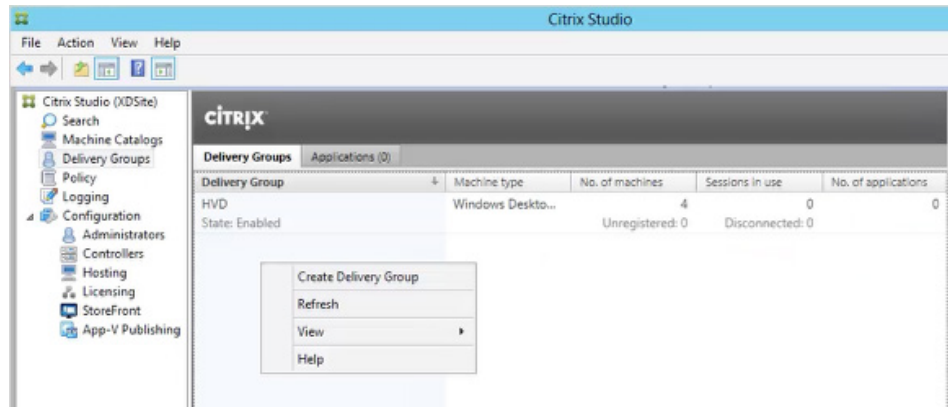 Citrix Studio
File Action View Help
Citrix Studio (XDSite)
Search
Machine Catalogs
Delivery Groups
Policy
Logging
Configuration
Administrators
Controllers
Hosting
Licensing
StoreFront
App-V Publishing
CITRIX
Delivery Groups Applications (0)
Delivery Group Machine type No. of machines Sessions in use No. of applications
HVD Windows Deskto... 4 0 0
State: Enabled Unregistered: 0 Disconnected: 0
Create Delivery Group
Refresh
View
Help